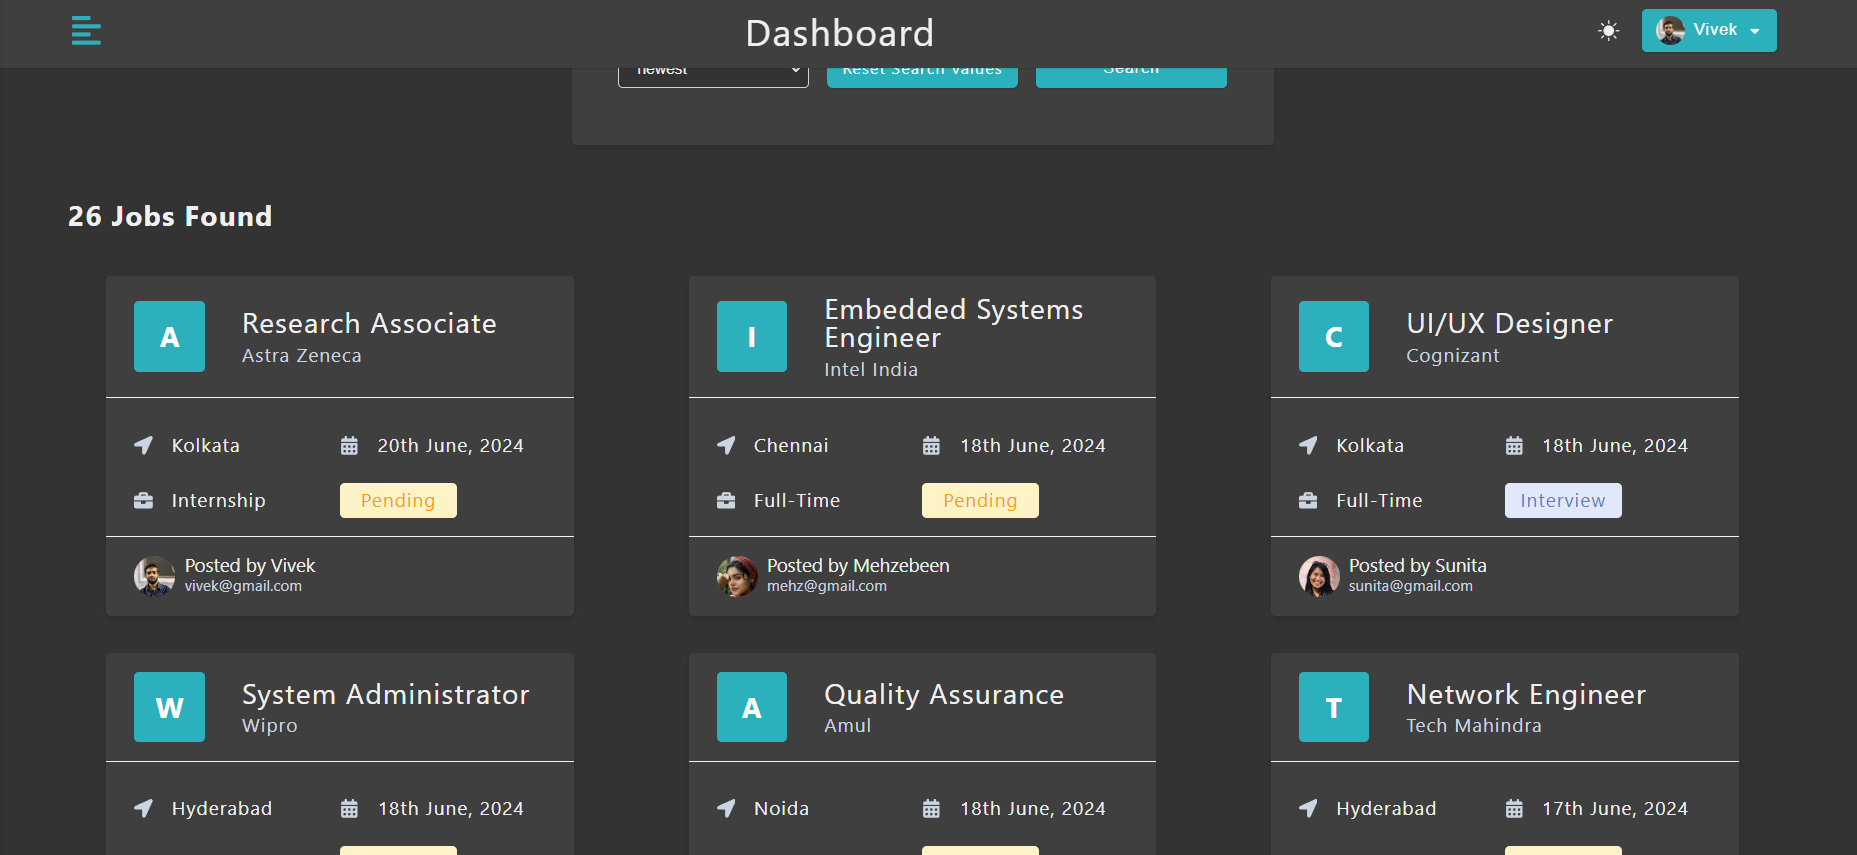 Dashboard
Vivek
newest
Reset Search Values
Search
26 Jobs Found
A
Research Associate
Astra Zeneca
Kolkata
20th June, 2024
Internship
Pending
Posted by Vivek
vivek@gmail.com
I
Embedded Systems
Engineer
Intel India
Chennai
18th June, 2024
Full-Time
Pending
Posted by Mehzebeen
mehz@gmail.com
C
UI/UX Designer
Cognizant
Kolkata
18th June, 2024
Full-Time
Interview
Posted by Sunita
sunita@gmail.com
W
System Administrator
Wipro
Hyderabad
18th June, 2024
A
Quality Assurance
Amul
Noida
18th June, 2024
T
Network Engineer
Tech Mahindra
Hyderabad
17th June, 2024